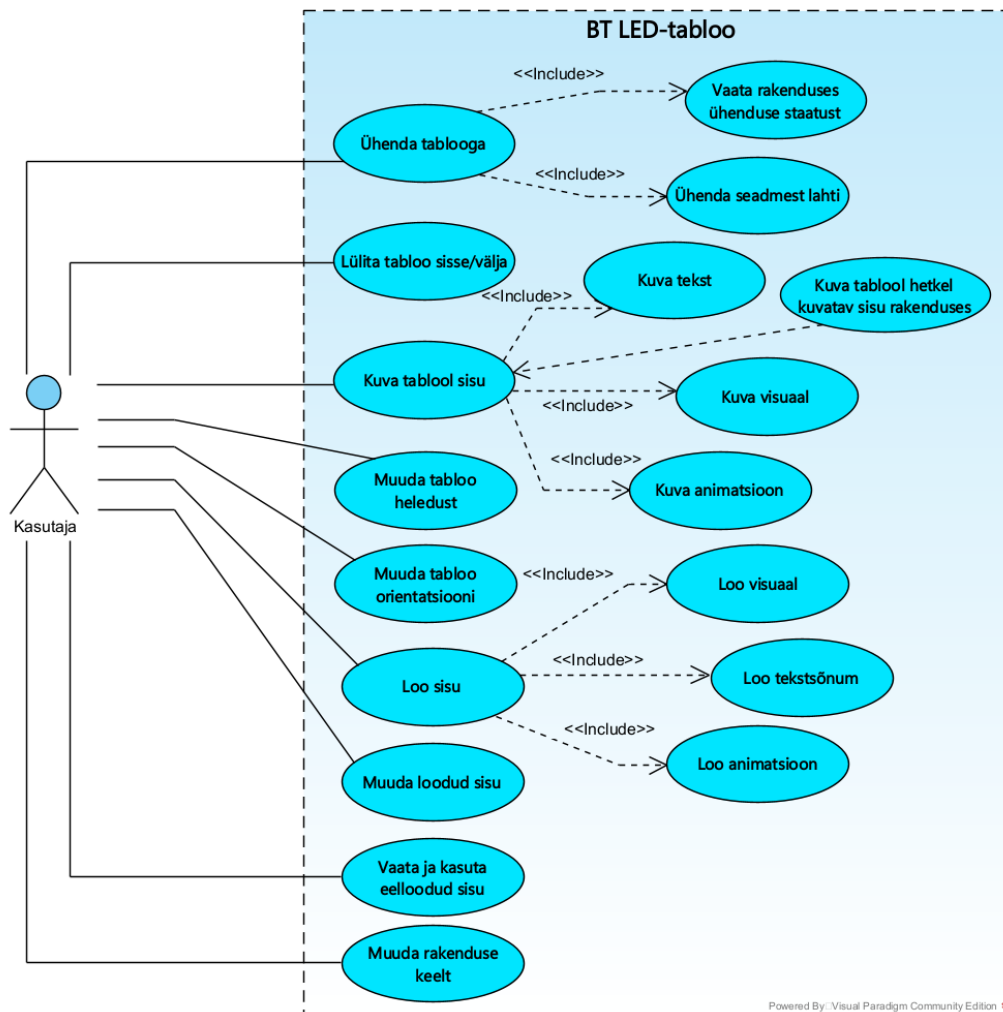 BT LED-tabloo
<<Include>>
Vaata rakenduses
ühenduse staatust
Ühenda tablooga
<<Include>>
Ühenda seadmest lahti
Lülita tabloo sisse/välja
Kuva tekst
<<Include>>
Kuva tablool hetkel
kuvatav sisu rakenduses
Kuva tablool sisu
Kuva visuaal
<<Include>>
<<Include>>
Kuva animatsioon
Muuda tabloo
heledust
Kasutaja
Muuda tabloo
orientatsiooni
<<Include>>
Loo visuaal
Loo sisu
<<Include>>
Loo tekstsõnum
<<Include>>
Loo animatsioon
Muuda loodud sisu
Vaata ja kasuta
eelloodud sisu
Muuda rakenduse
keelt
Powered By Visual Paradigm Community Edition